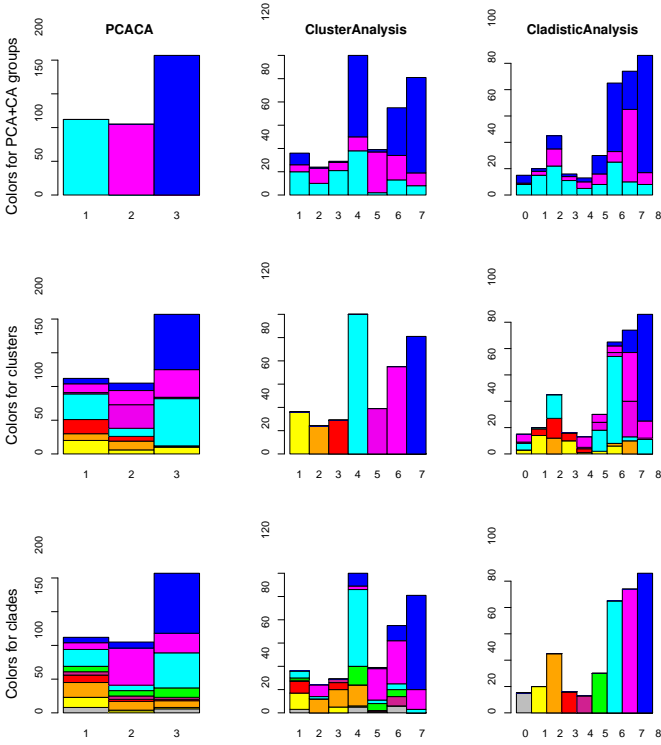 PCACA
ClusterAnalysis
CladisticAnalysis
Colors for PCA+CA groups
0 50 100 150 200
1 2 3
0 20 40 60 80 120
1 2 3 4 5 6 7
0 20 40 60 80 100
0 1 2 3 4 5 6 7 8
Colors for clusters
0 50 100 150 200
1 2 3
0 20 40 60 80 120
1 2 3 4 5 6 7
0 20 40 60 80 100
0 1 2 3 4 5 6 7 8
Colors for clades
0 50 100 150 200
1 2 3
0 20 40 60 80 120
1 2 3 4 5 6 7
0 20 40 60 80 100
0 1 2 3 4 5 6 7 8